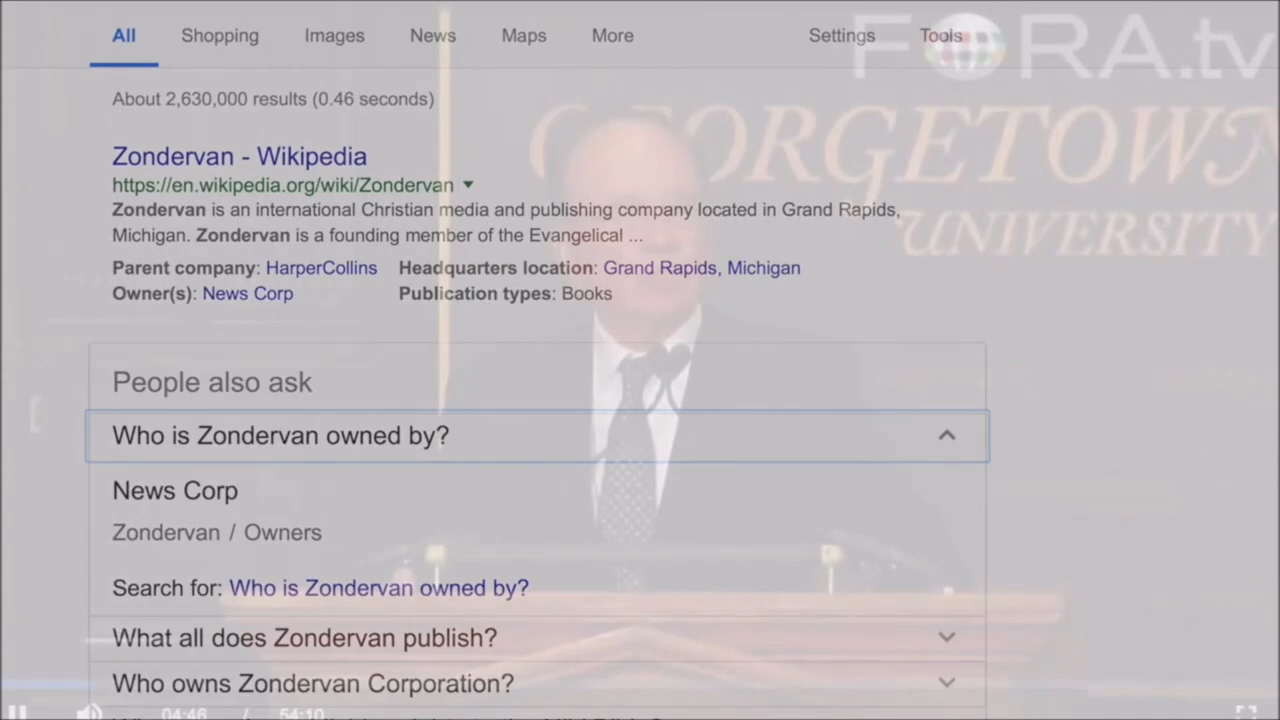 All Shopping Images News Maps More Settings Tools
FORA.tv
About 2,630,000 results (0.46 seconds)
GEORGETOWN
UNIVERSITY
Zondervan - Wikipedia
https://en.wikipedia.org/wiki/Zondervan
Zondervan is an international Christian media and publishing company located in Grand Rapids,
Michigan. Zondervan is a founding member of the Evangelical ...
Parent company: HarperCollins Headquarters location: Grand Rapids, Michigan
Owner(s): News Corp Publication types: Books
People also ask
Who is Zondervan owned by?
News Corp
Zondervan / Owners
Search for: Who is Zondervan owned by?
What all does Zondervan publish?
Who owns Zondervan Corporation?
04:46 / 54:10